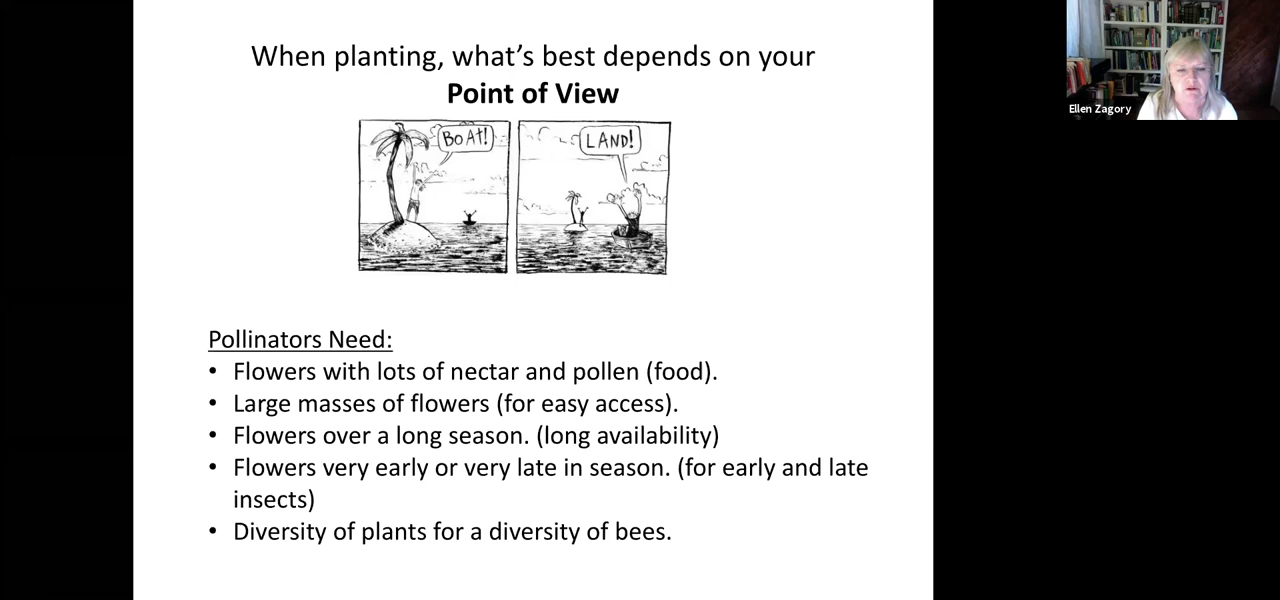 When planting, what's best depends on your
Point of View
BOAT!
LAND!
Pollinators Need:
• Flowers with lots of nectar and pollen (food).
• Large masses of flowers (for easy access).
• Flowers over a long season. (long availability)
• Flowers very early or very late in season. (for early and late
insects)
• Diversity of plants for a diversity of bees.
Ellen Zagory